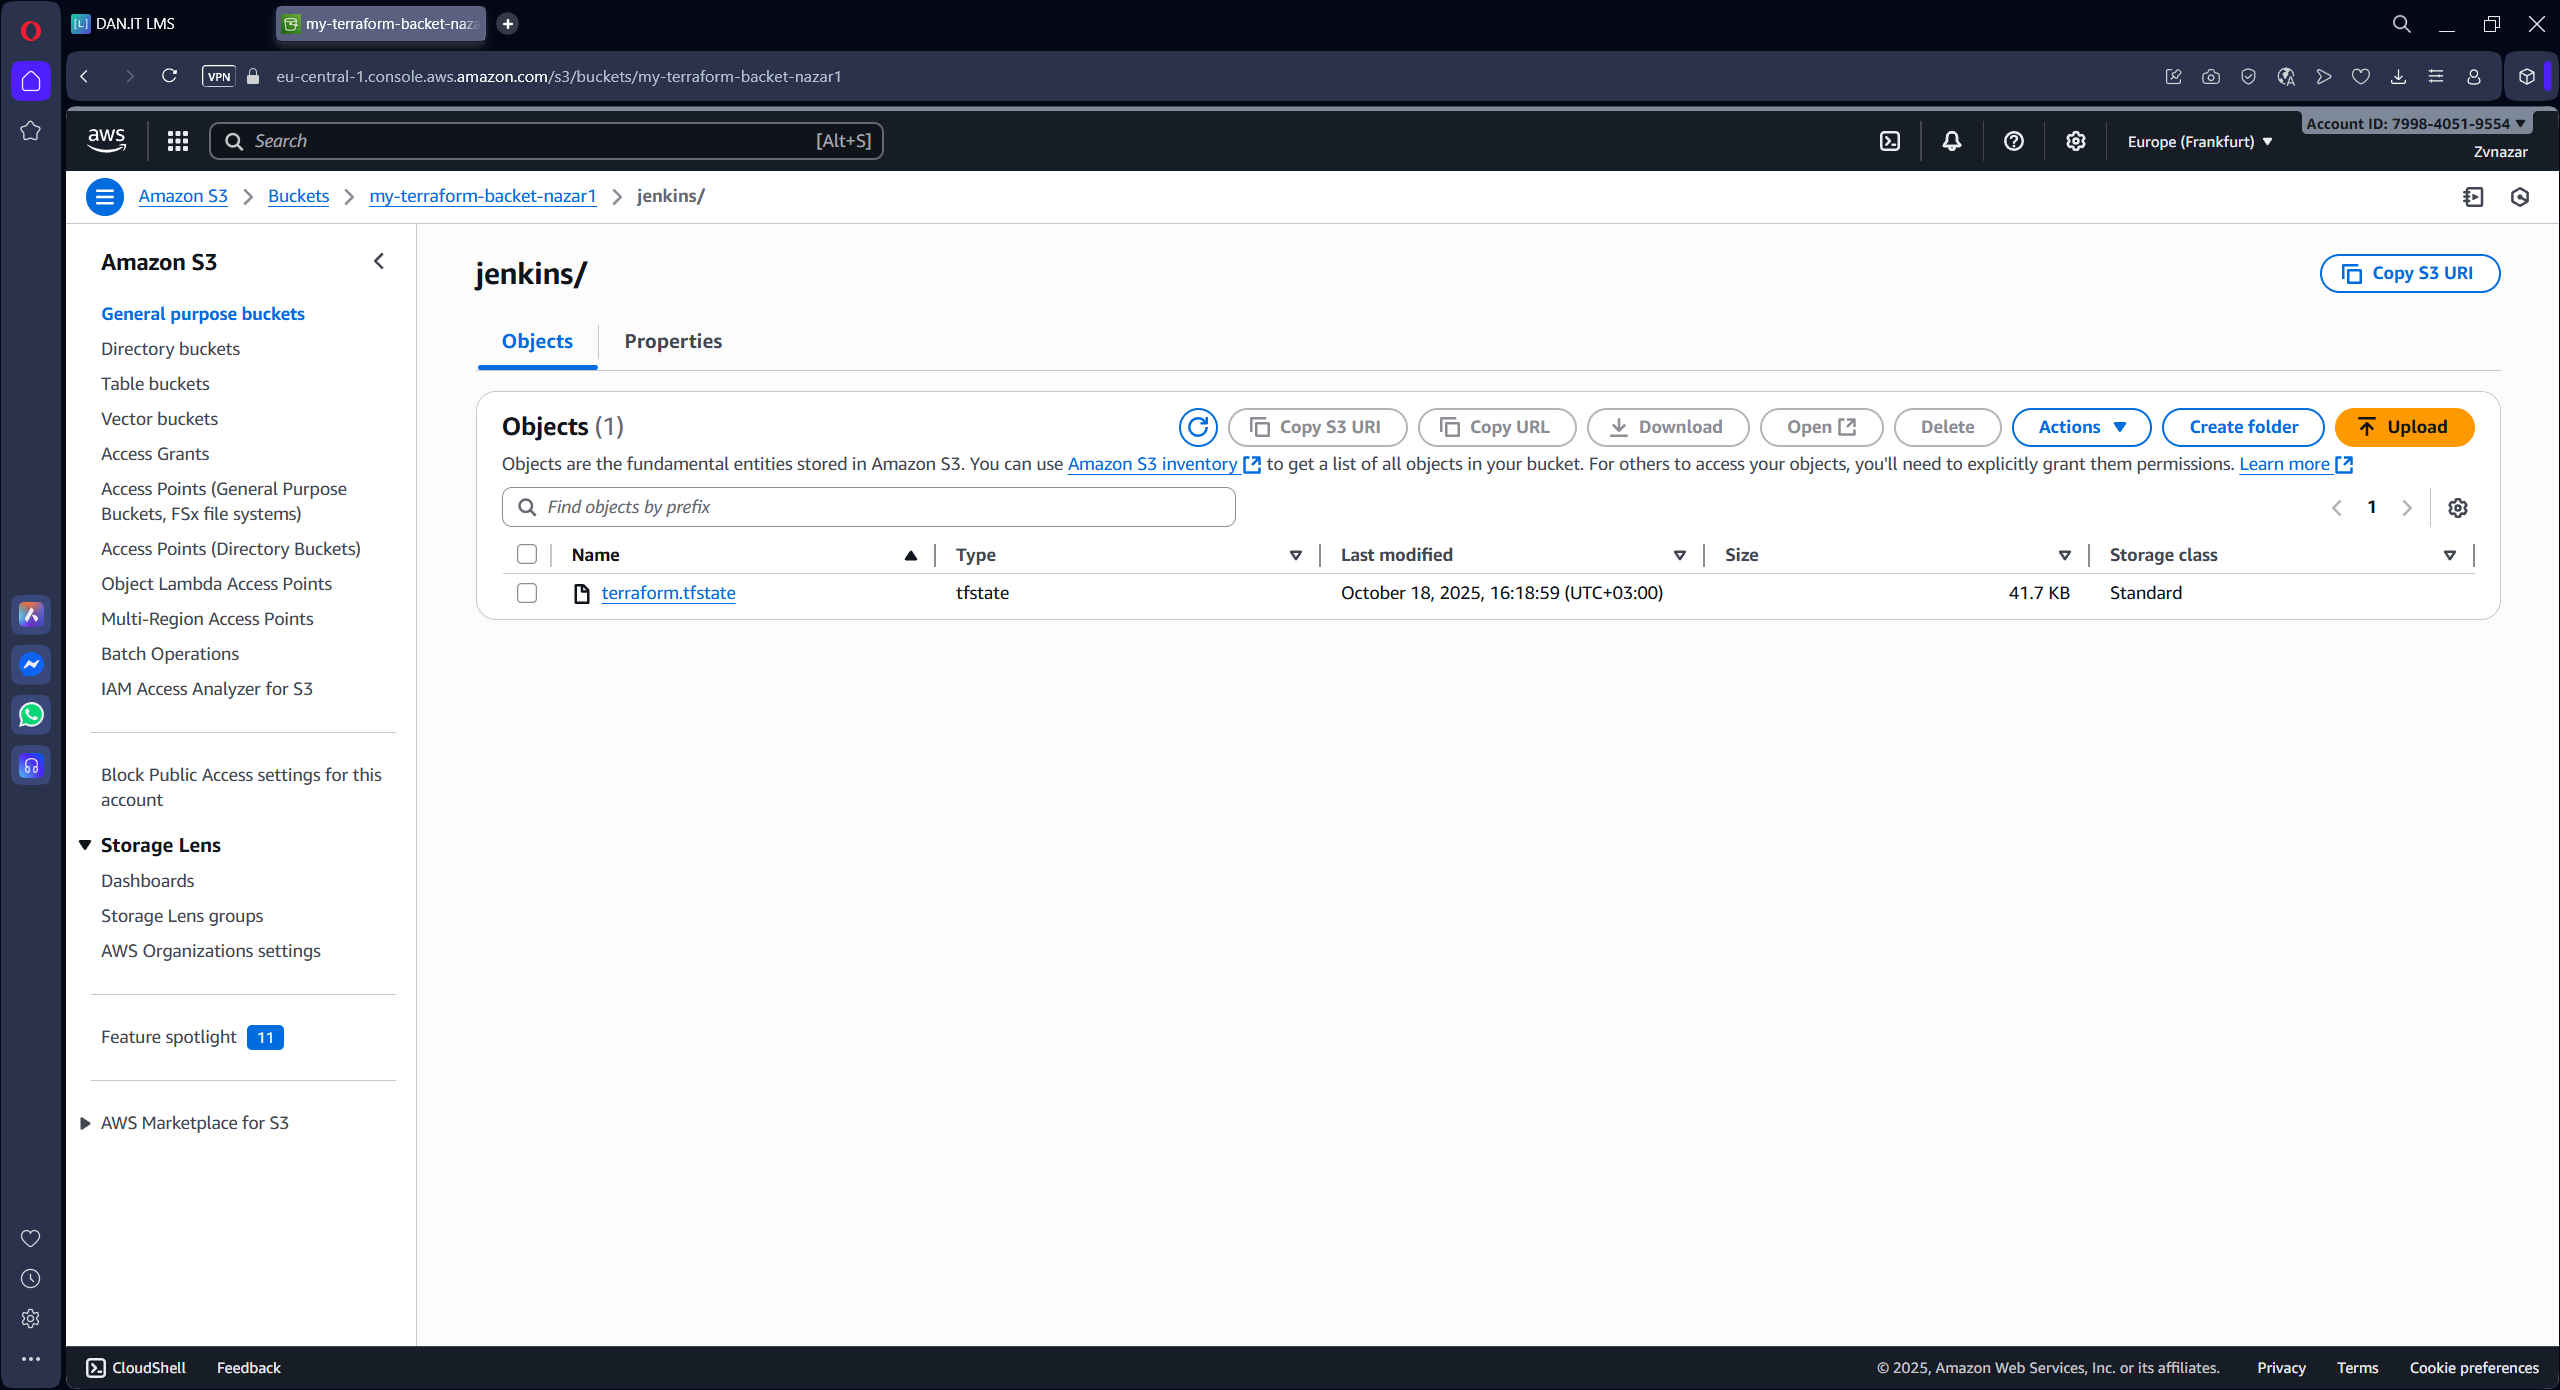 DAN.IT LMS
my-terraform-backet-naza
VPN
eu-central-1.console.aws.amazon.com/s3/buckets/my-terraform-backet-nazar1
aws
Search
[Alt+S]
Europe (Frankfurt)
Account ID: 7998-4051-9554
Zvnazar
Amazon S3
Buckets
my-terraform-backet-nazar1
jenkins/
Amazon S3
General purpose buckets
Directory buckets
Table buckets
Vector buckets
Access Grants
Access Points (General Purpose
Buckets, FSx file systems)
Access Points (Directory Buckets)
Object Lambda Access Points
Multi-Region Access Points
Batch Operations
IAM Access Analyzer for S3
Block Public Access settings for this
account
Storage Lens
Dashboards
Storage Lens groups
AWS Organizations settings
Feature spotlight 11
AWS Marketplace for S3
jenkins/
Copy S3 URI
Objects
Properties
Objects (1)
Copy S3 URI
Copy URL
Download
Open
Delete
Actions
Create folder
Upload
Objects are the fundamental entities stored in Amazon S3. You can use Amazon S3 inventory to get a list of all objects in your bucket. For others to access your objects, you'll need to explicitly grant them permissions. Learn more
Find objects by prefix
1
Name Type Last modified Size Storage class
terraform.tfstate tfstate October 18, 2025, 16:18:59 (UTC+03:00) 41.7 KB Standard
CloudShell
Feedback
© 2025, Amazon Web Services, Inc. or its affiliates.
Privacy
Terms
Cookie preferences